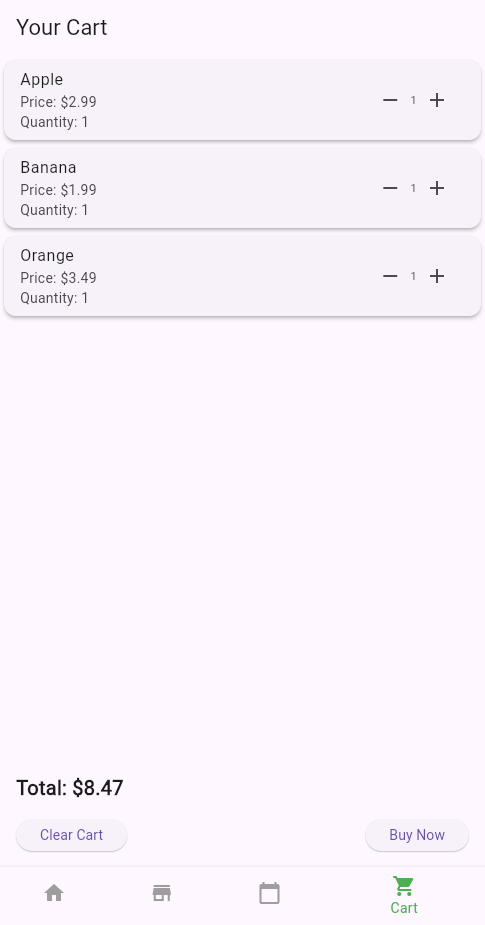 Your Cart
Apple
Price: $2.99
Quantity: 1
1
Banana
Price: $1.99
Quantity: 1
1
Orange
Price: $3.49
Quantity: 1
1
Total: $8.47
Clear Cart
Buy Now
Cart